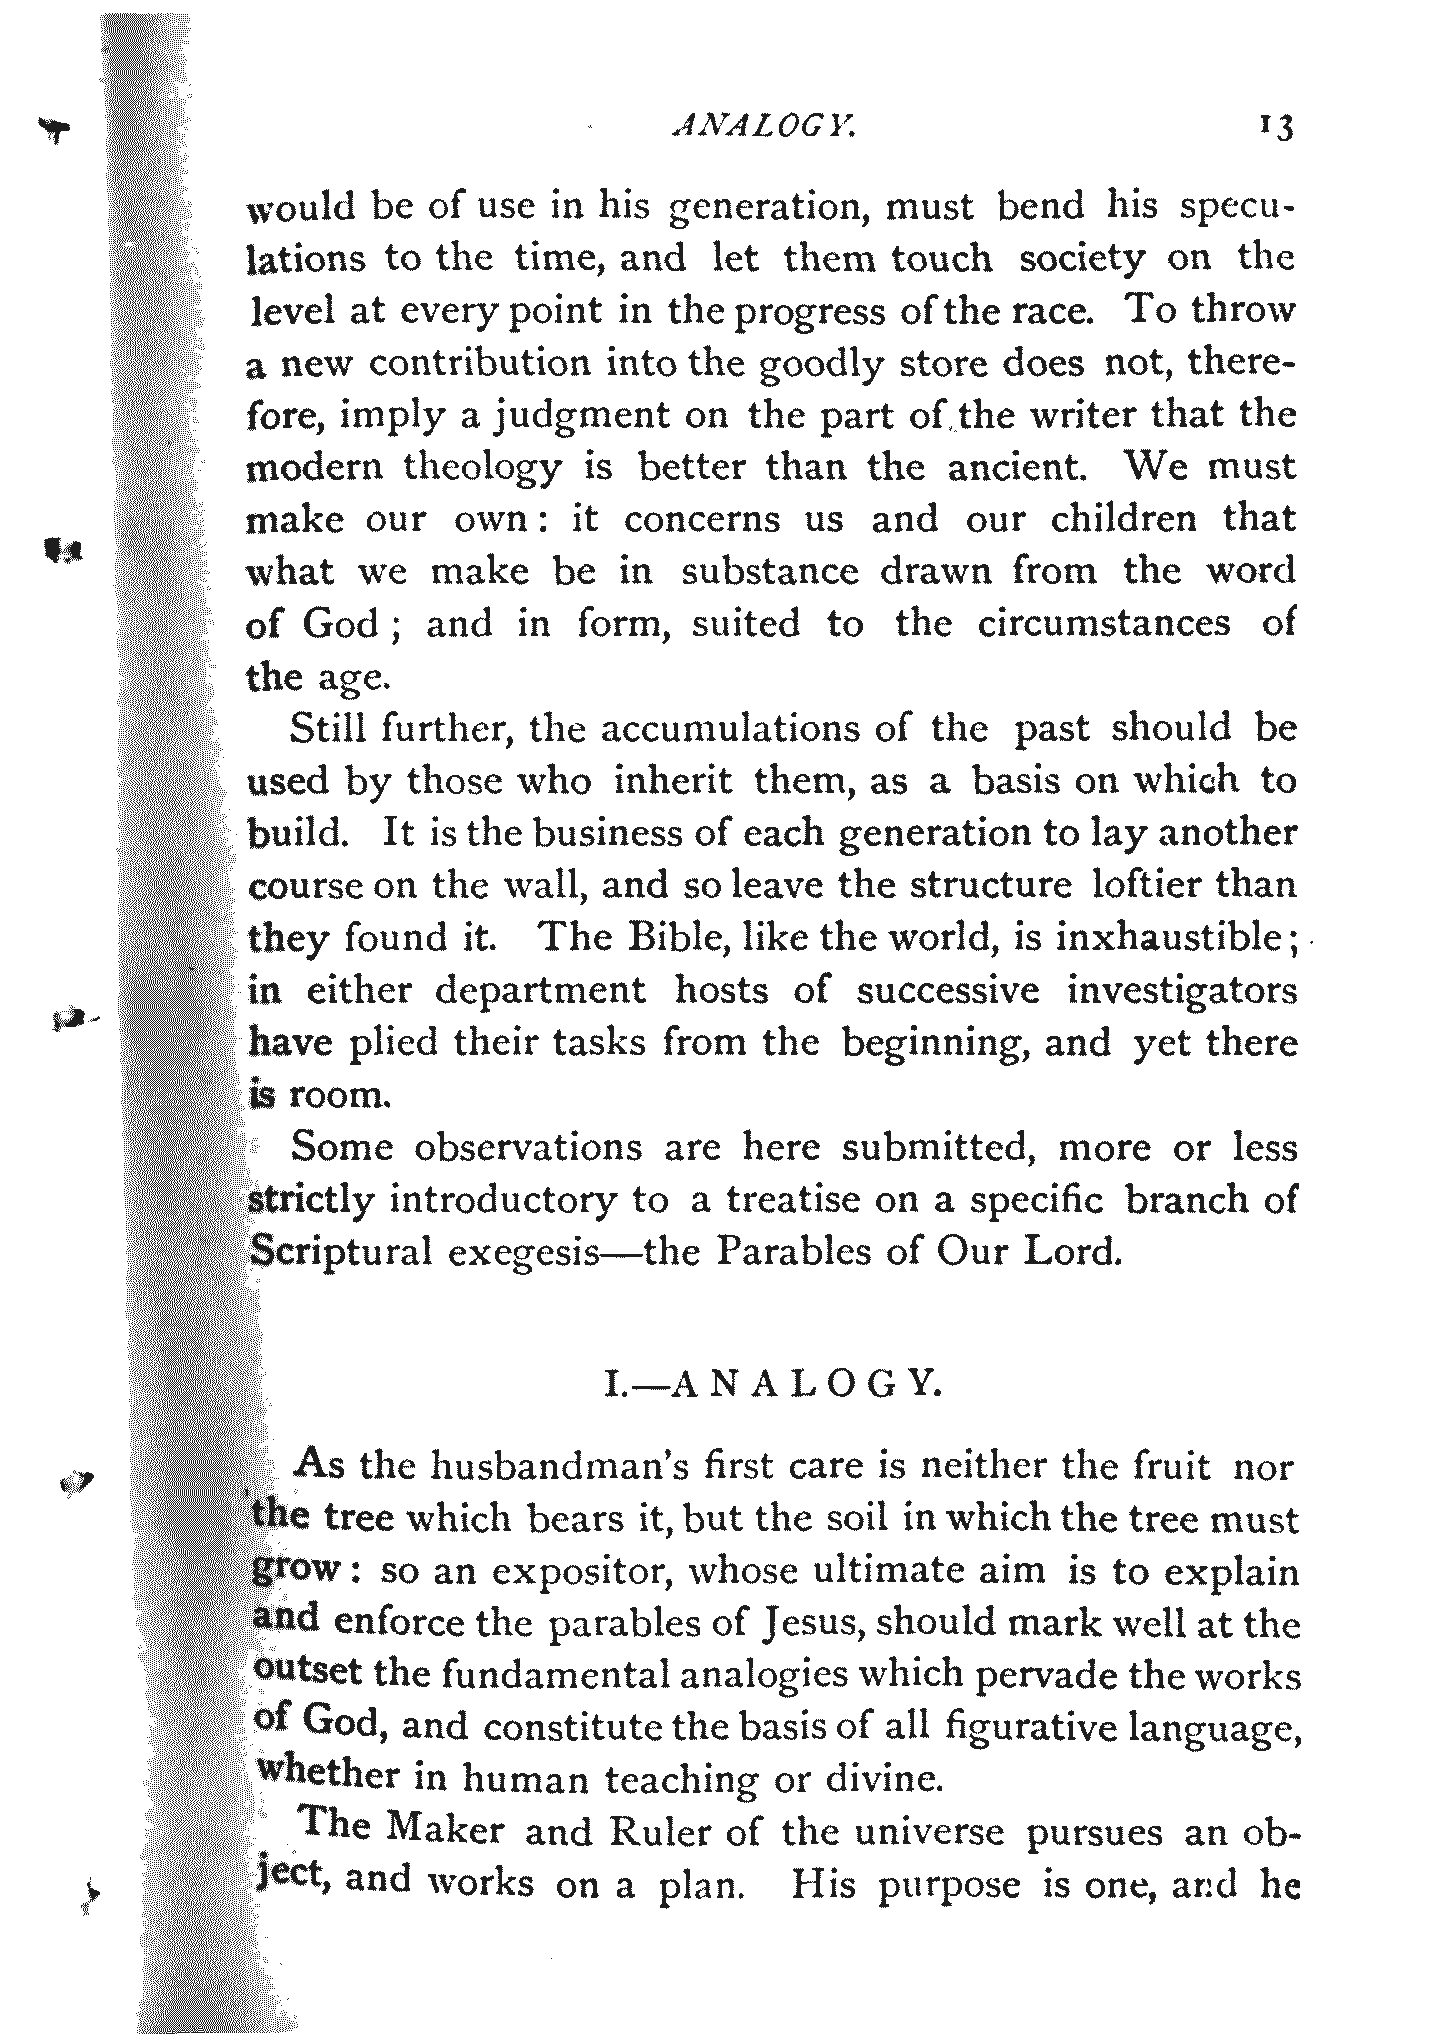 ANALOGY. 13
would be of use in his generation, must bend his specu-
lations to the time, and let them touch society on the
level at every point in the progress of the race. To throw
a new contribution into the goodly store does not, there-
fore, imply a judgment on the part of the writer that the
modern theology is better than the ancient. We must
make our own : it concerns us and our children that
what we make be in substance drawn from the word
of God ; and in form, suited to the circumstances of
the age.
Still further, the accumulations of the past should be
used by those who inherit them, as a basis on which to
build. It is the business of each generation to lay another
course on the wall, and so leave the structure loftier than
they found it. The Bible, like the world, is inxhaustible ;
in either department hosts of successive investigators
have plied their tasks from the beginning, and yet there
is room.
Some observations are here submitted, more or less
strictly introductory to a treatise on a specific branch of
Scriptural exegesis—the Parables of Our Lord.
I.—ANALOGY.
As the husbandman's first care is neither the fruit nor
the tree which bears it, but the soil in which the tree must
grow : so an expositor, whose ultimate aim is to explain
and enforce the parables of Jesus, should mark well at the
outset the fundamental analogies which pervade the works
of God, and constitute the basis of all figurative language,
whether in human teaching or divine.
The Maker and Ruler of the universe pursues an ob-
ject, and works on a plan. His purpose is one, and he